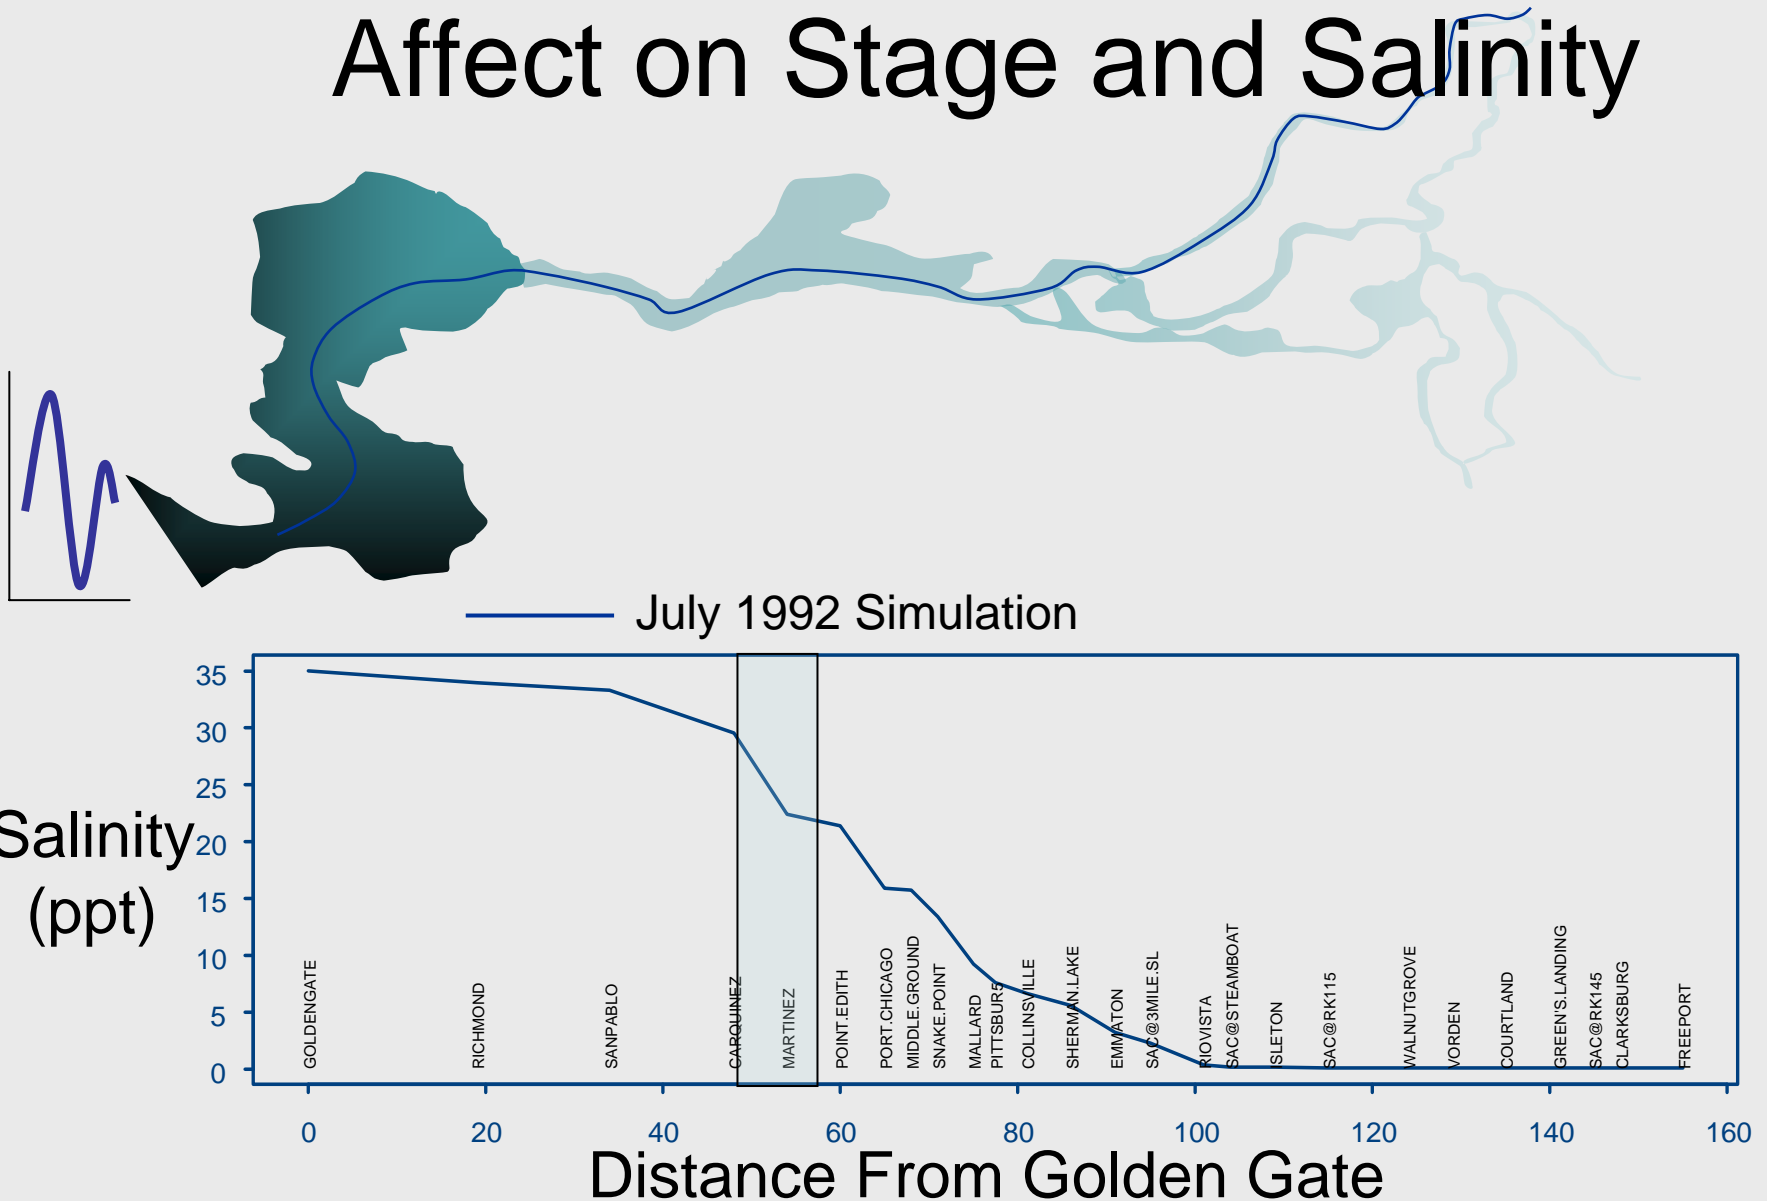 Affect on Stage and Salinity
July 1992 Simulation
35
30
25
20
15
10
5
0
Salinity
(ppt)
GOLDENGATE
RICHMOND
SANPABLO
CARQUINEZ
MARTINEZ
POINT.EDITH
PORT.CHICAGO
MIDDLE.GROUND
SNAKE.POINT
MALLARD
PITTSBUR5
COLLINSVILLE
SHERMAN.LAKE
EMMATON
SAC@3MILE.SL
RIOVISTA
SAC@STEAMBOAT
ISLETON
SAC@RK115
WALNUTGROVE
VORDEN
COURTLAND
GREEN'S.LANDING
SAC@RK145
CLARKSBURG
FREEPORT
0 20 40 60 80 100 120 140 160
Distance From Golden Gate